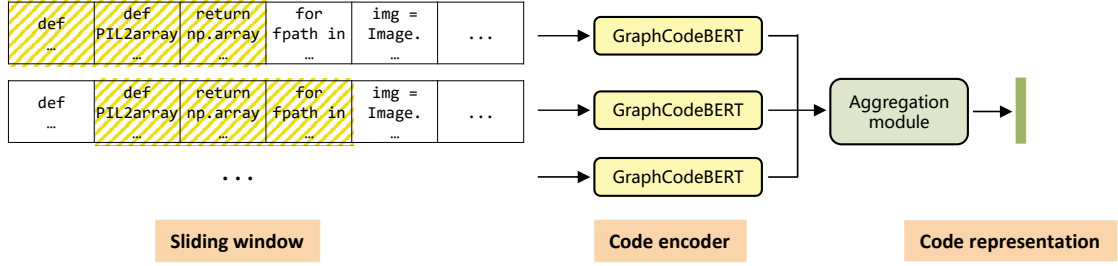 def
…
def
PIL2array
…
return
np.array
…
for
fpath in
…
img =
Image.
…
...
GraphCodeBERT
def
…
def
PIL2array
…
return
np.array
…
for
fpath in
…
img =
Image.
…
...
GraphCodeBERT
Aggregation
module
...
GraphCodeBERT
Sliding window
Code encoder
Code representation